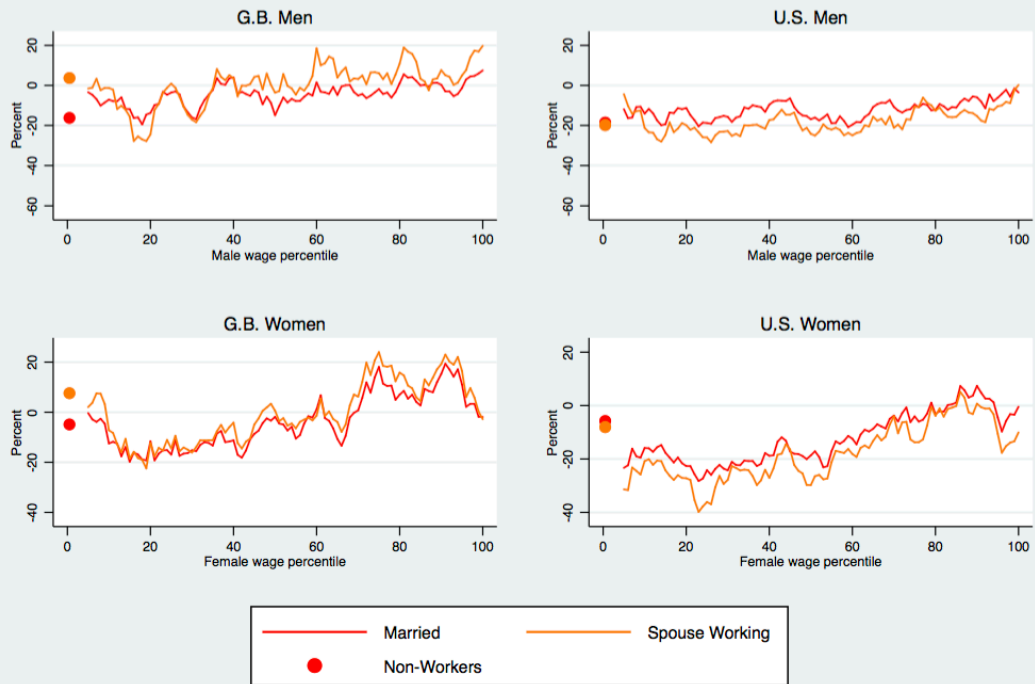 G.B. Men
20
0
-20
-40
-60
Percent
0 20 40 60 80 100
Male wage percentile
U.S. Men
20
0
-20
-40
-60
Percent
0 20 40 60 80 100
Male wage percentile
G.B. Women
20
0
-20
-40
Percent
0 20 40 60 80 100
Female wage percentile
U.S. Women
20
0
-20
-40
Percent
0 20 40 60 80 100
Female wage percentile
Married
Spouse Working
Non-Workers